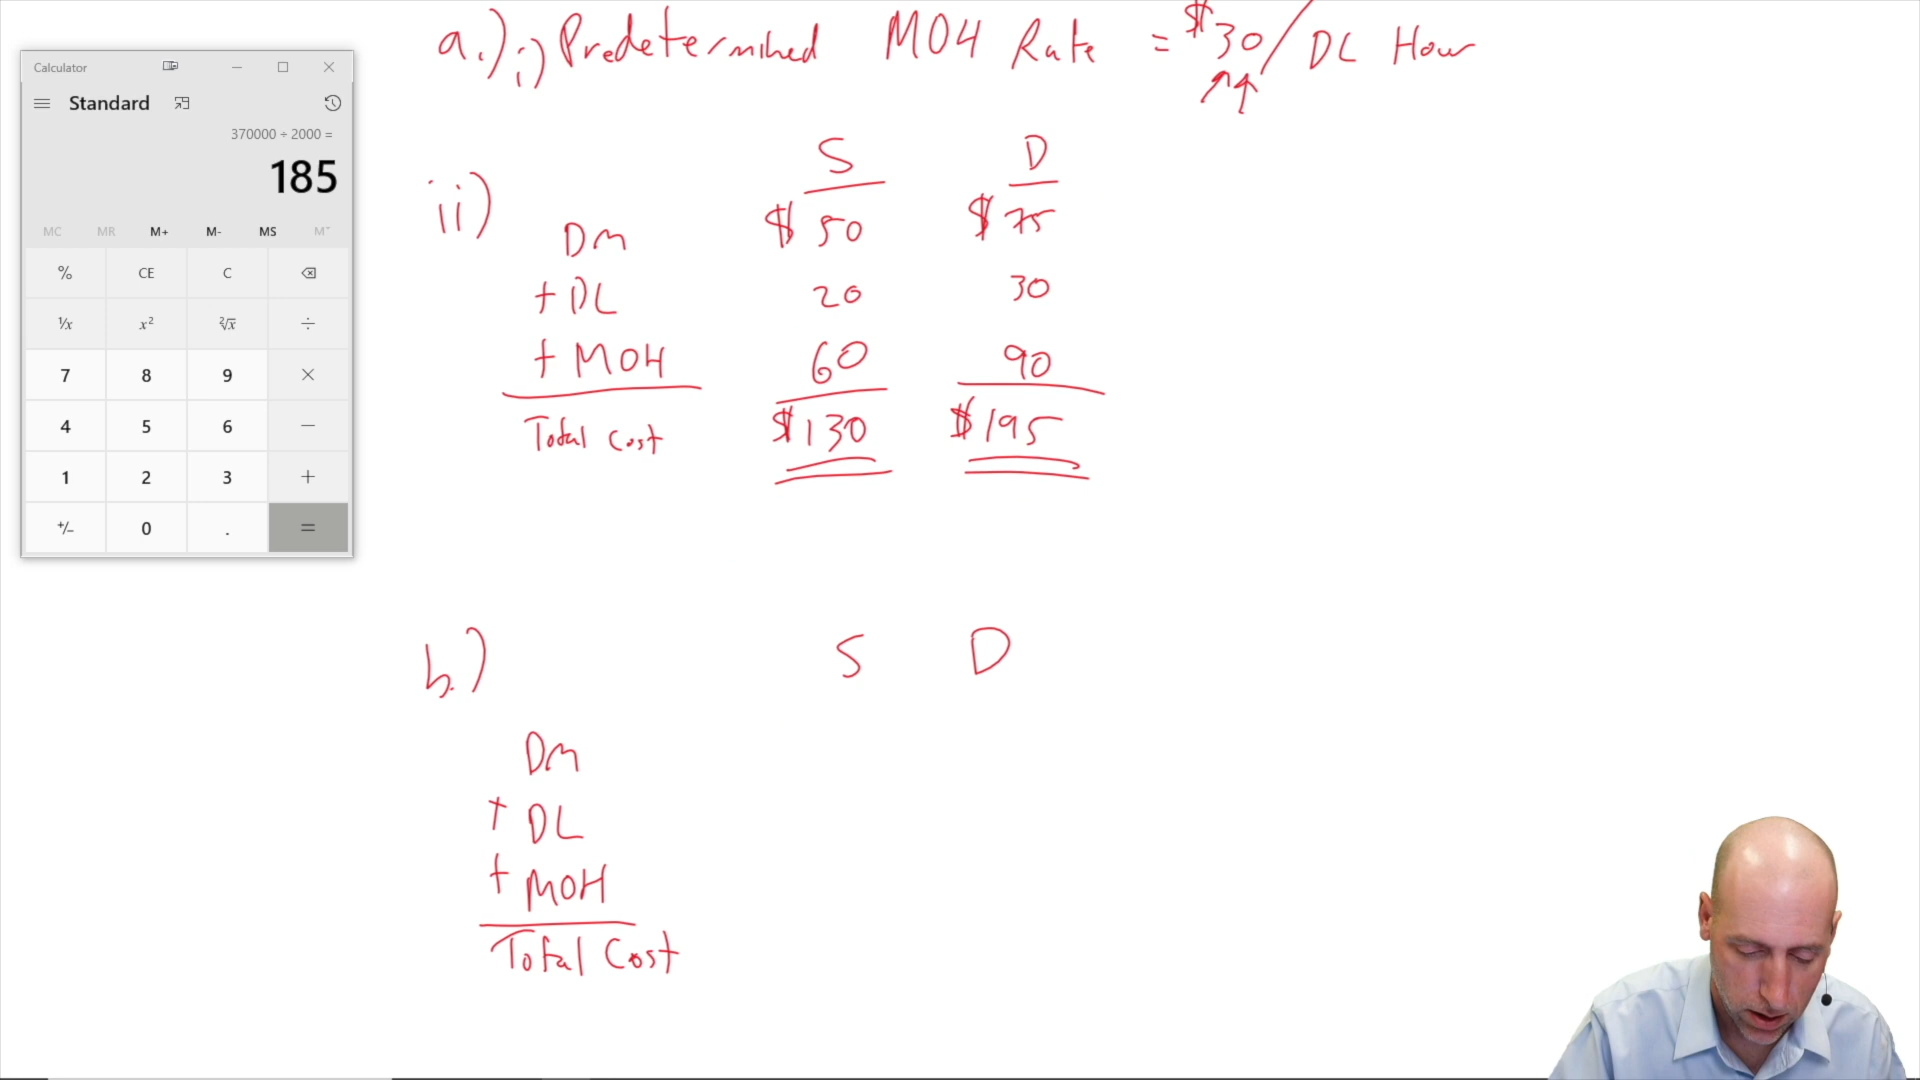 a.) i) Predetermined MOH Rate = $30/DL Hour
Calculator
Standard
370000 ÷ 2000 =
185
MC MR M+ M- MS M˅
% CE C
¹/x x² ²√x ÷
7 8 9 ×
4 5 6 −
1 2 3 +
+/− 0 . =
ii) S D
DM $ 50 $ 75
+ DL 20 30
+ MOH 60 90
Total Cost $130 $195
b.) S D
DM
+ DL
+ MOH
Total Cost